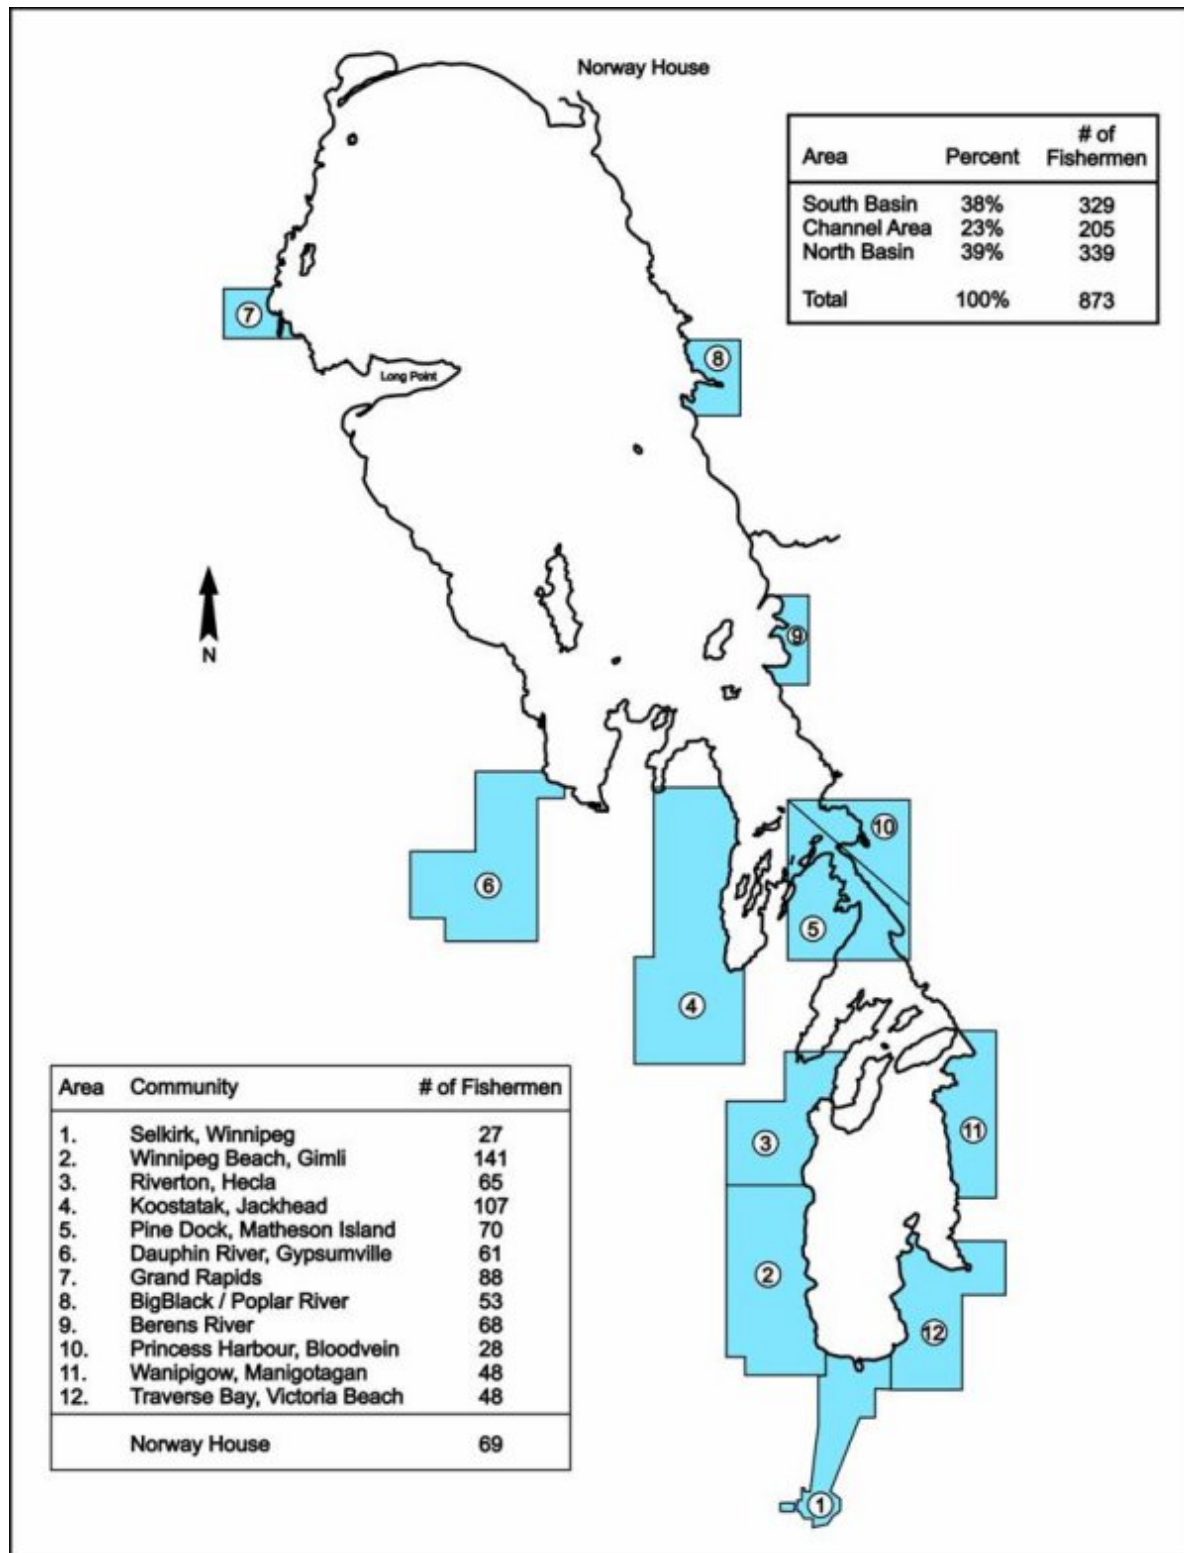 Norway House
Area Percent # of Fishermen
South Basin 38% 329
Channel Area 23% 205
North Basin 39% 339
Total 100% 873
7
8
Long Point
N
9
10
6
5
4
3
11
2
12
1
Area Community # of Fishermen
1. Selkirk, Winnipeg 27
2. Winnipeg Beach, Gimli 141
3. Riverton, Hecla 65
4. Koostatak, Jackhead 107
5. Pine Dock, Matheson Island 70
6. Dauphin River, Gypsumville 61
7. Grand Rapids 88
8. BigBlack / Poplar River 53
9. Berens River 68
10. Princess Harbour, Bloodvein 28
11. Wanipigow, Manigotagan 48
12. Traverse Bay, Victoria Beach 48
Norway House 69